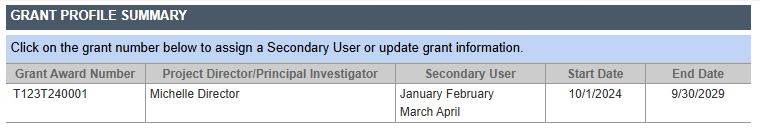 GRANT PROFILE SUMMARY
Click on the grant number below to assign a Secondary User or update grant information.
Grant Award Number Project Director/Principal Investigator Secondary User Start Date End Date
T123T240001 Michelle Director January February 10/1/2024 9/30/2029
March April